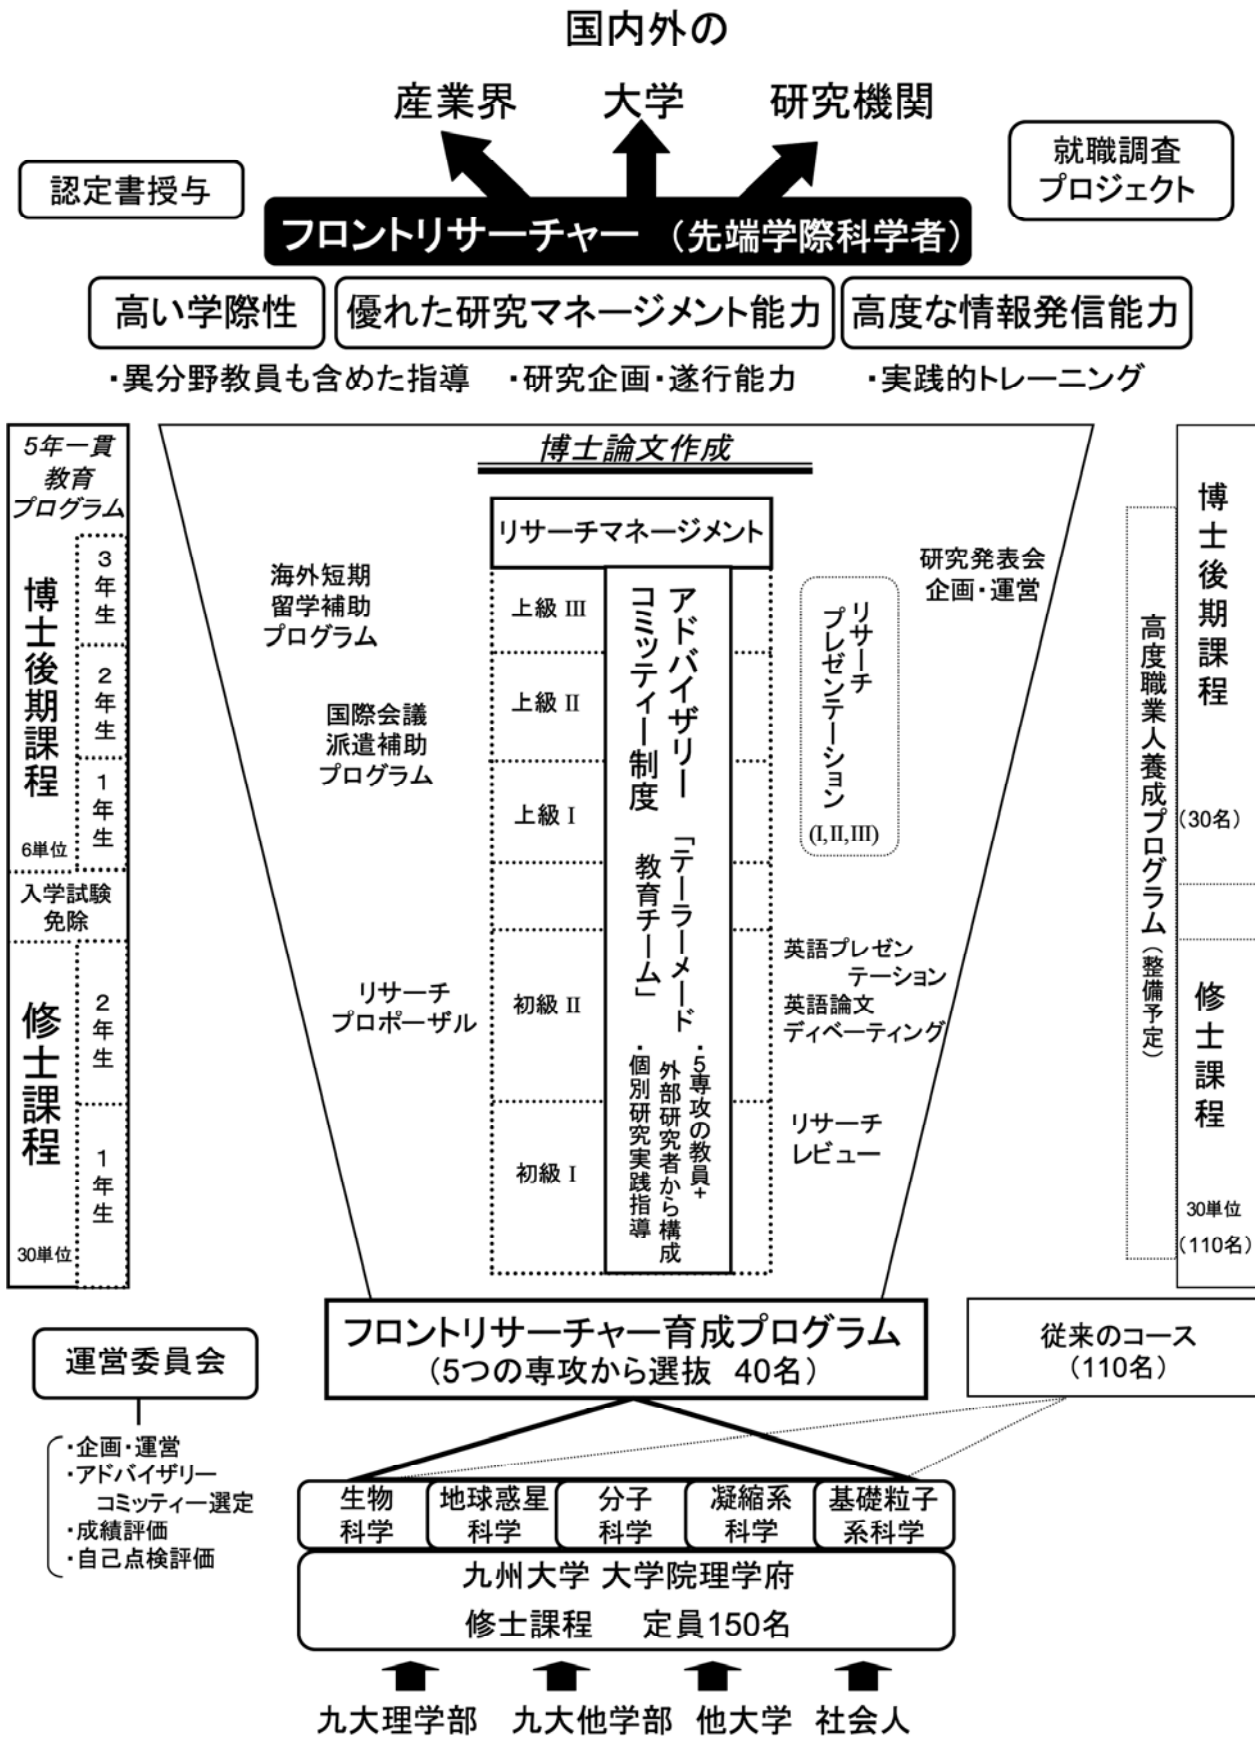 国内外の
産業界
大学
研究機関
認定書授与
就職調査
プロジェクト
フロントリサーチャー (先端学際科学者)
高い学際性
優れた研究マネージメント能力
高度な情報発信能力
・異分野教員も含めた指導
・研究企画・遂行能力
・実践的トレーニング
5年一貫
教育
プログラム
博士後期課程
3年生
2年生
1年生
6単位
入学試験
免除
修士課程
2年生
1年生
30単位
博士論文作成
リサーチマネージメント
海外短期
留学補助
プログラム
国際会議
派遣補助
プログラム
リサーチ
プロポーザル
上級 III
上級 II
上級 I
初級 II
初級 I
アドバイザリー
コミッティー制度
「テーラーメード
教育チーム」
・5専攻の教員+
外部研究者から構成
・個別研究実践指導
研究発表会
企画・運営
リサーチ
プレゼンテーション
(I,II,III)
英語プレゼン
テーション
英語論文
ディベーティング
リサーチ
レビュー
高度職業人養成プログラム(整備予定)
博士後期課程
(30名)
修士課程
30単位
(110名)
フロントリサーチャー育成プログラム
(5つの専攻から選抜 40名)
従来のコース
(110名)
運営委員会
・企画・運営
・アドバイザリー
コミッティー選定
・成績評価
・自己点検評価
生物
科学
地球惑星
科学
分子
科学
凝縮系
科学
基礎粒子
系科学
九州大学 大学院理学府
修士課程 定員150名
九大理学部
九大他学部
他大学
社会人